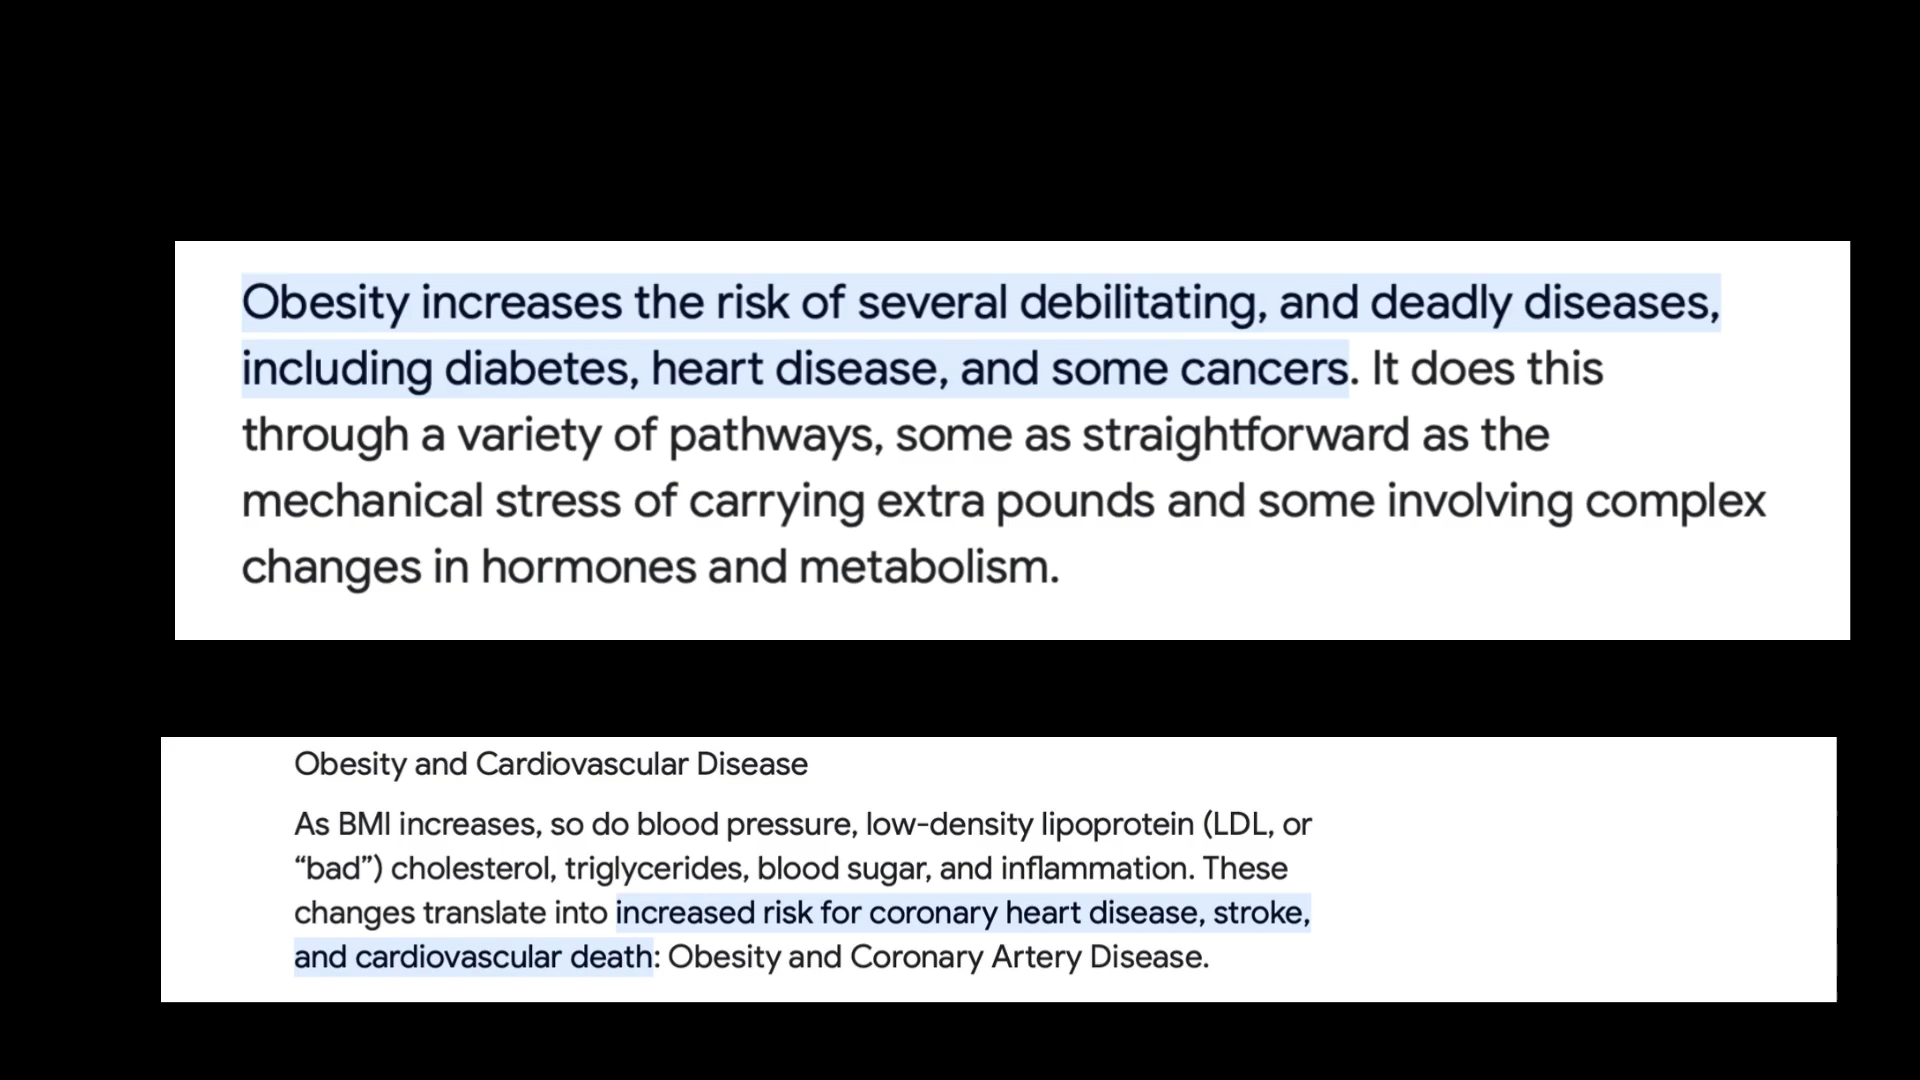 Obesity increases the risk of several debilitating, and deadly diseases,
including diabetes, heart disease, and some cancers. It does this
through a variety of pathways, some as straightforward as the
mechanical stress of carrying extra pounds and some involving complex
changes in hormones and metabolism.
Obesity and Cardiovascular Disease
As BMI increases, so do blood pressure, low-density lipoprotein (LDL, or
“bad”) cholesterol, triglycerides, blood sugar, and inflammation. These
changes translate into increased risk for coronary heart disease, stroke,
and cardiovascular death: Obesity and Coronary Artery Disease.